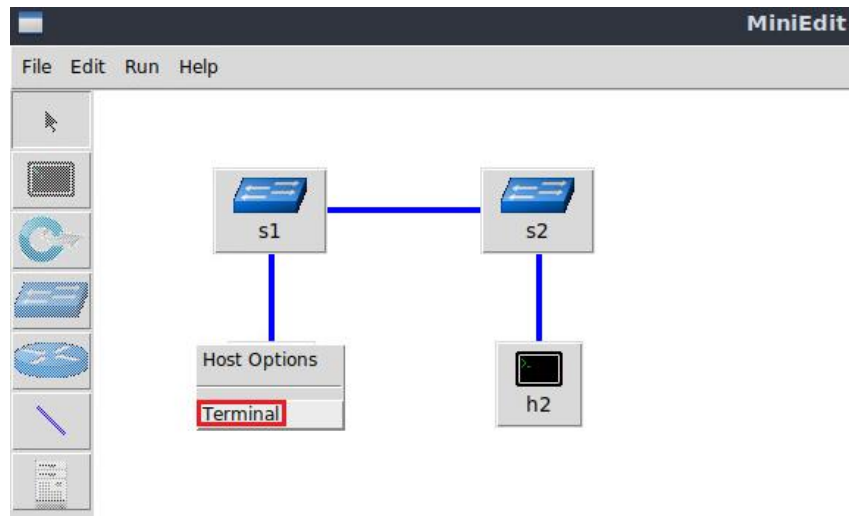 MiniEdit
File Edit Run Help
s1
s2
Host Options
Terminal
h2